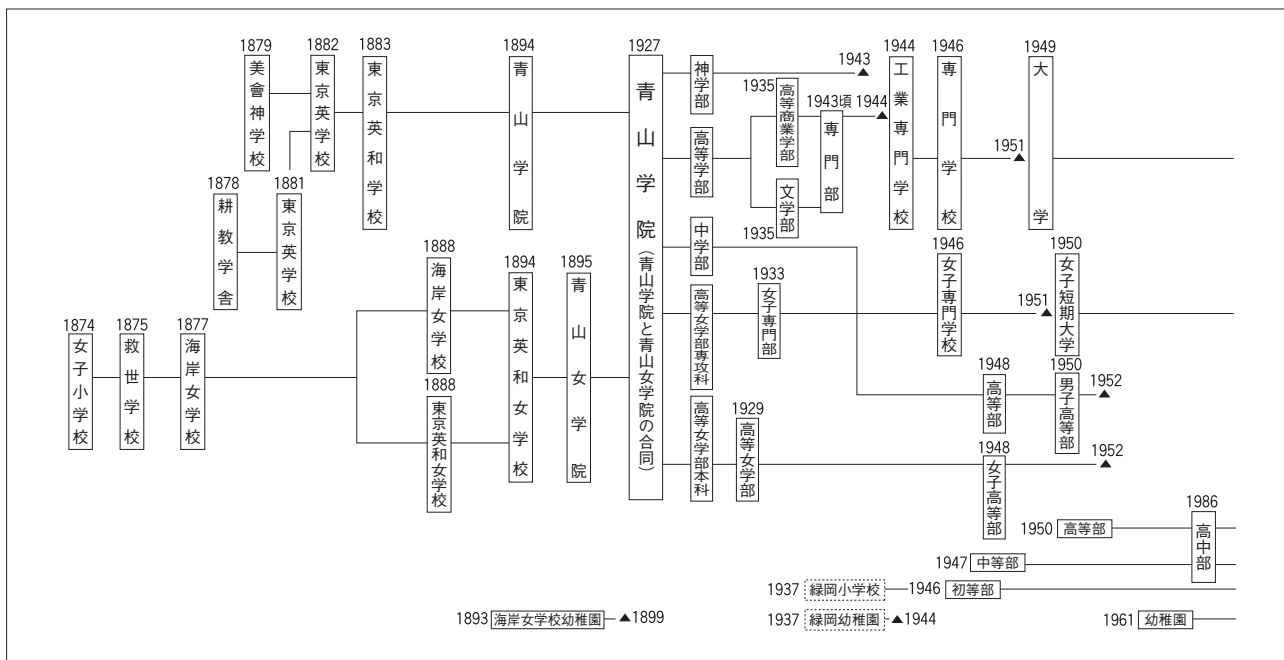 1879
美會神学校
1882
東京英学校
1883
東京英和学校
1894
青山学院
1878
耕教学舎
1881
東京英学校
1874
女子小学校
1875
救世学校
1877
海岸女学校
1888
海岸女学校
1888
東京英和女学校
1894
東京英和女学校
1895
青山女学院
1927
青山学院(青山学院と青山女学院の合同)
神学部
▲
1943
高等学部
1935
高等商業学部
文学部
1935
1943頃
専門部
1944
▲
1944
工業専門学校
1946
専門学校
1951
▲
1949
大学
中学部
高等女学部専攻科
1933
女子専門部
1946
女子専門学校
1951
▲
1950
女子短期大学
1948
高等部
1950
男子高等部
1952
▲
高等女学部本科
1929
高等女学部
1948
女子高等部
1952
▲
1950 高等部
1986
高中部
1947 中等部
1937 緑岡小学校 1946 初等部
1893 海岸女学校幼稚園 ▲1899
1937 緑岡幼稚園 ▲1944
1961 幼稚園